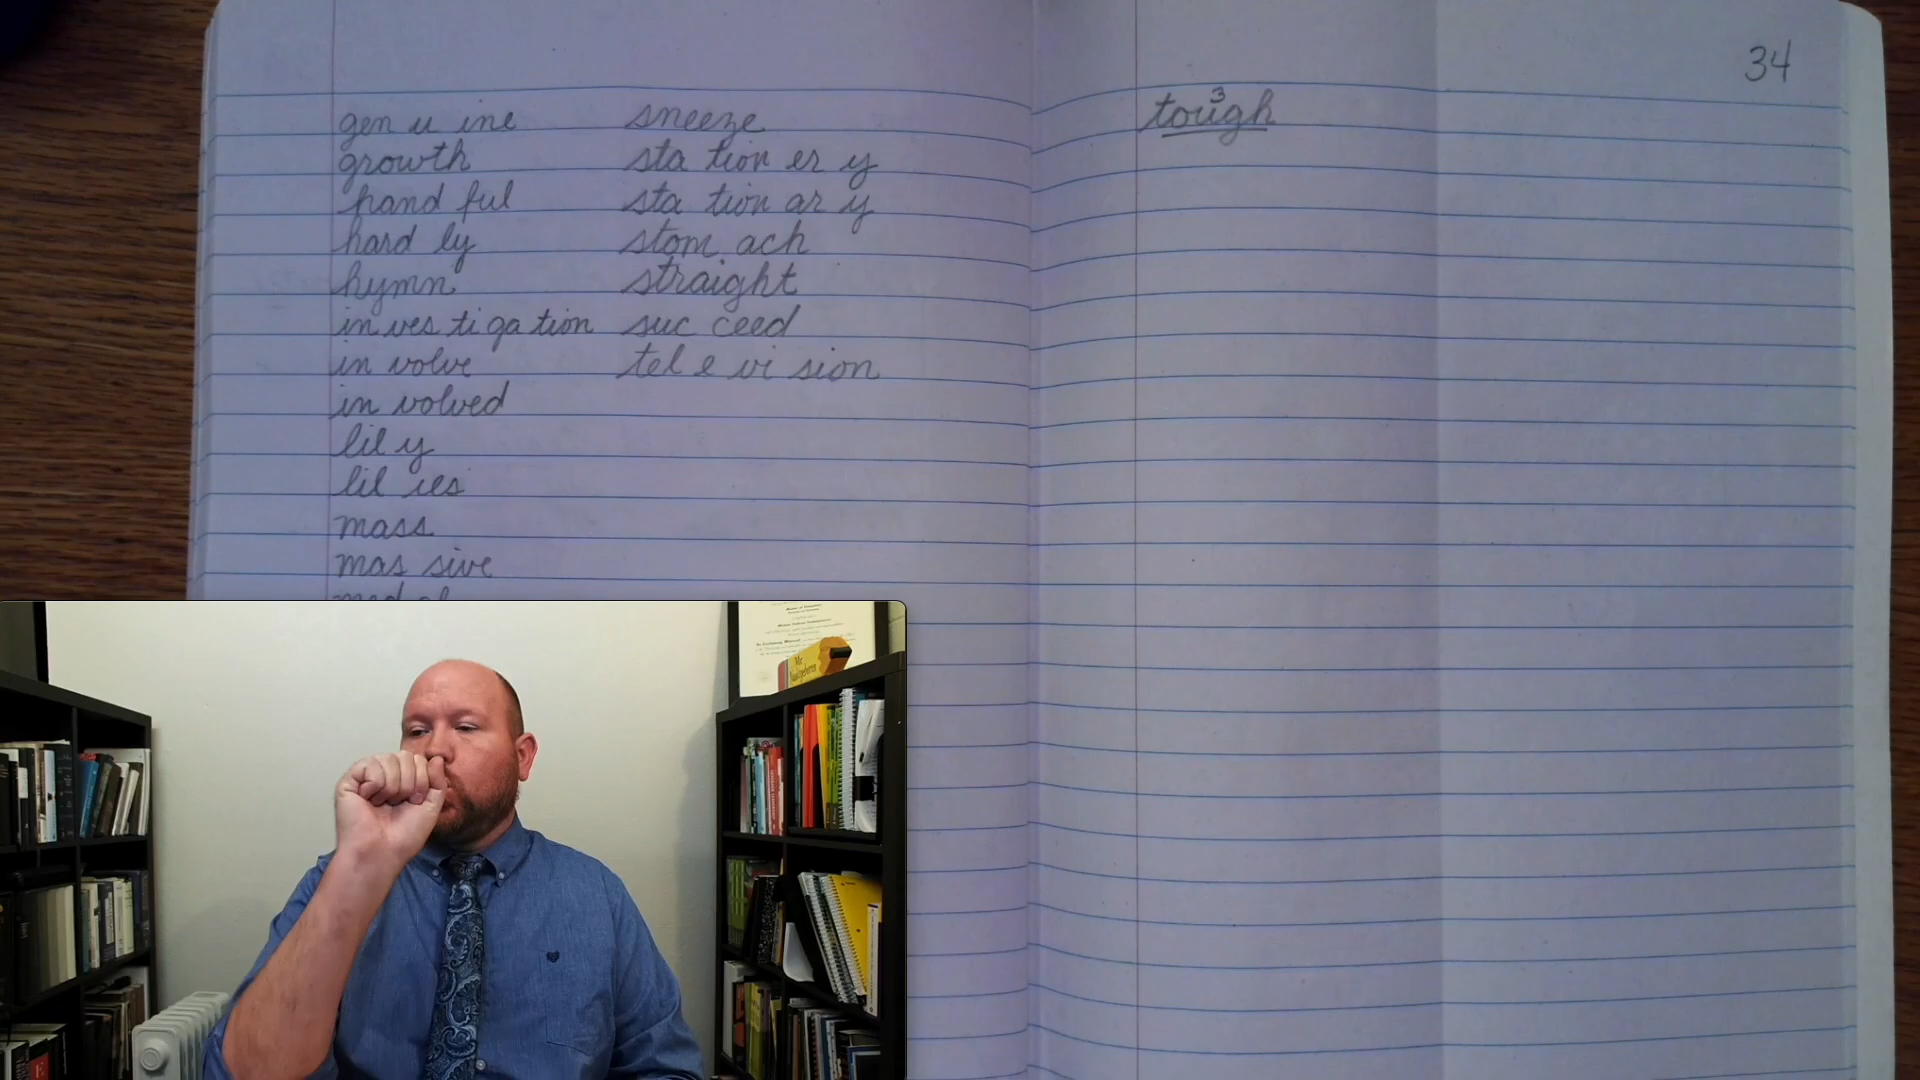 34
gen u ine
growth
hand ful
hard ly
hymn
in ves ti ga tion
in volve
in volved
lil y
lil ies
mass
mas sive
sneeze
sta tion er y
sta tion ar y
stom ach
straight
suc ceed
tel e vi sion
3
tough